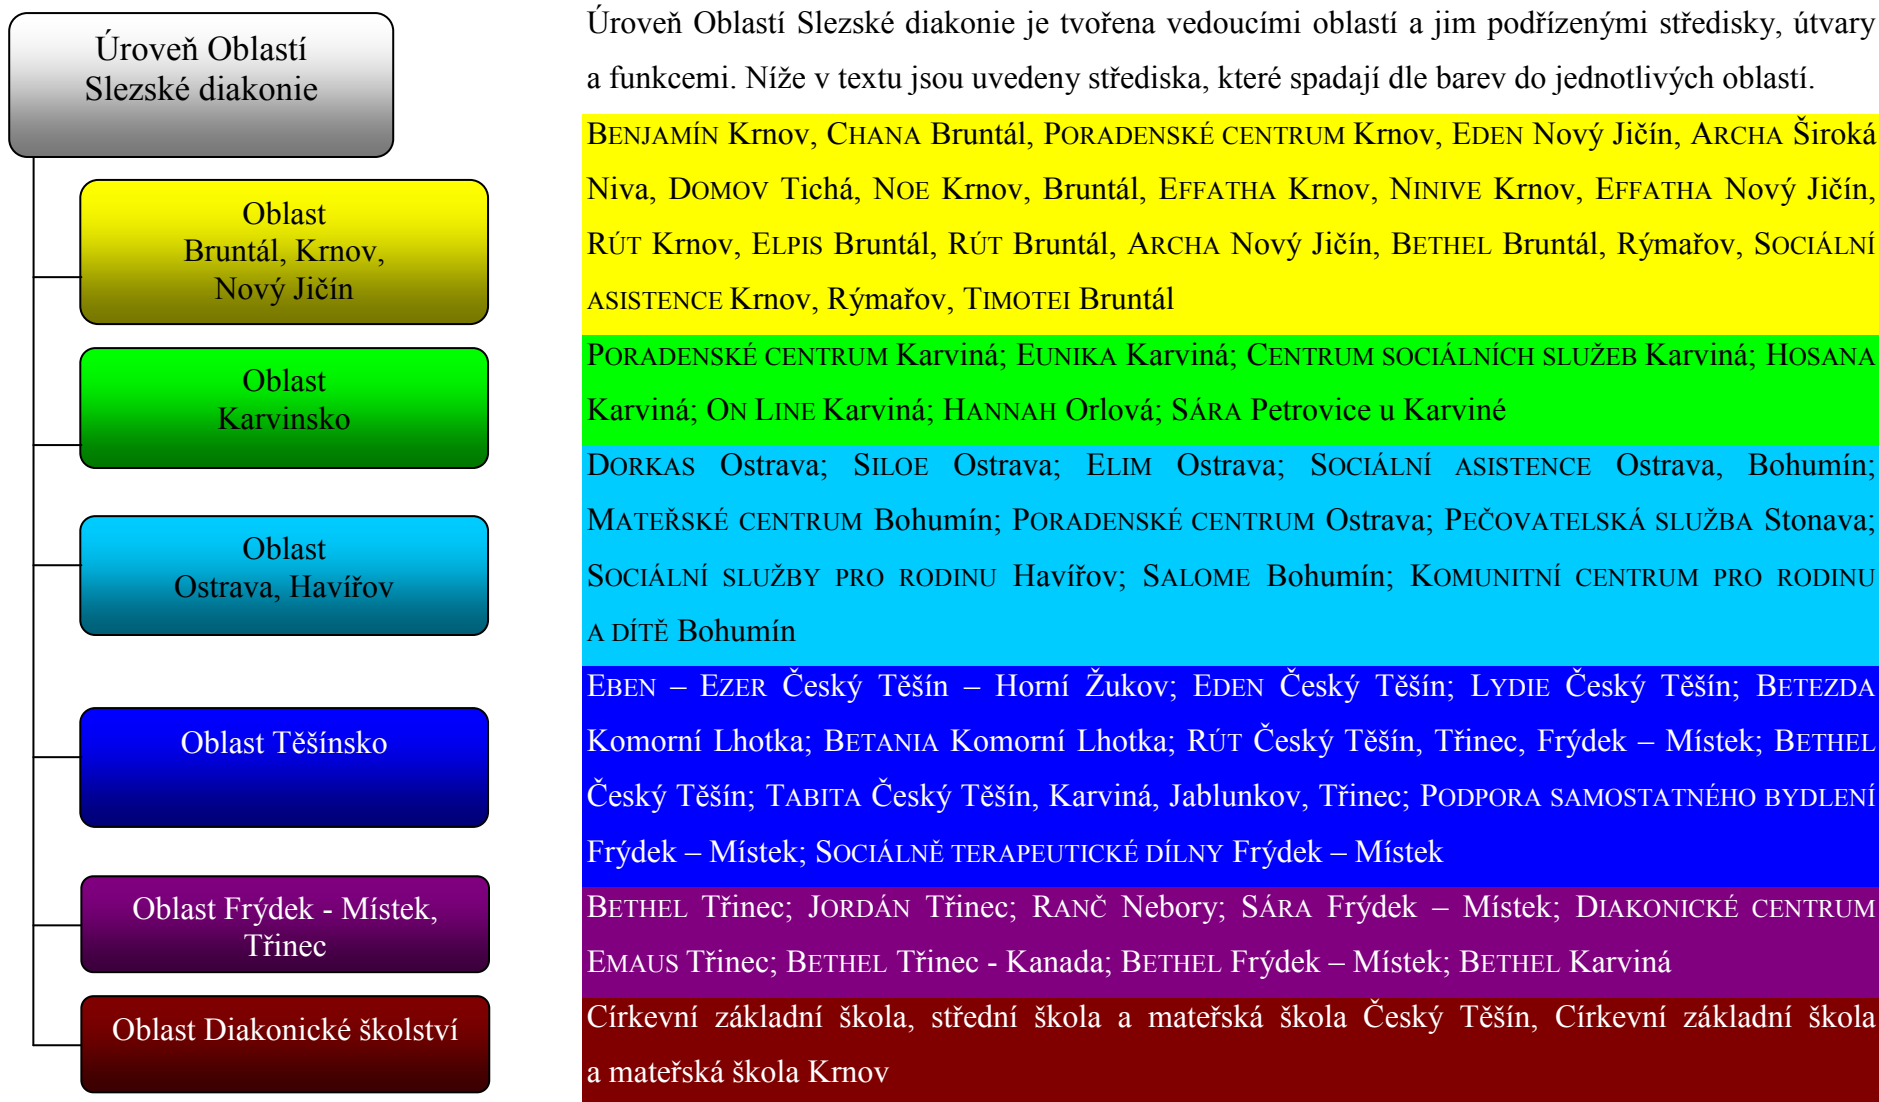 Úroveň Oblastí
Slezské diakonie
Oblast
Bruntál, Krnov,
Nový Jičín
Oblast
Karvinsko
Oblast
Ostrava, Havířov
Oblast Těšínsko
Oblast Frýdek - Místek,
Třinec
Oblast Diakonické školství
Úroveň Oblastí Slezské diakonie je tvořena vedoucími oblastí a jim podřízenými středisky, útvary
a funkcemi. Níže v textu jsou uvedeny střediska, které spadají dle barev do jednotlivých oblastí.
BENJAMÍN Krnov, CHANA Bruntál, PORADENSKÉ CENTRUM Krnov, EDEN Nový Jičín, ARCHA Široká
Niva, DOMOV Tichá, NOE Krnov, Bruntál, EFFATHA Krnov, NINIVE Krnov, EFFATHA Nový Jičín,
RÚT Krnov, ELPIS Bruntál, RÚT Bruntál, ARCHA Nový Jičín, BETHEL Bruntál, Rýmařov, SOCIÁLNÍ
ASISTENCE Krnov, Rýmařov, TIMOTEI Bruntál
PORADENSKÉ CENTRUM Karviná; EUNIKA Karviná; CENTRUM SOCIÁLNÍCH SLUŽEB Karviná; HOSANA
Karviná; ON LINE Karviná; HANNAH Orlová; SÁRA Petrovice u Karviné
DORKAS Ostrava; SILOE Ostrava; ELIM Ostrava; SOCIÁLNÍ ASISTENCE Ostrava, Bohumín;
MATEŘSKÉ CENTRUM Bohumín; PORADENSKÉ CENTRUM Ostrava; PEČOVATELSKÁ SLUŽBA Stonava;
SOCIÁLNÍ SLUŽBY PRO RODINU Havířov; SALOME Bohumín; KOMUNITNÍ CENTRUM PRO RODINU
A DÍTĚ Bohumín
EBEN – EZER Český Těšín – Horní Žukov; EDEN Český Těšín; LYDIE Český Těšín; BETEZDA
Komorní Lhotka; BETANIA Komorní Lhotka; RÚT Český Těšín, Třinec, Frýdek – Místek; BETHEL
Český Těšín; TABITA Český Těšín, Karviná, Jablunkov, Třinec; PODPORA SAMOSTATNÉHO BYDLENÍ
Frýdek – Místek; SOCIÁLNĚ TERAPEUTICKÉ DÍLNY Frýdek – Místek
BETHEL Třinec; JORDÁN Třinec; RANČ Nebory; SÁRA Frýdek – Místek; DIAKONICKÉ CENTRUM
EMAUS Třinec; BETHEL Třinec - Kanada; BETHEL Frýdek – Místek; BETHEL Karviná
Církevní základní škola, střední škola a mateřská škola Český Těšín, Církevní základní škola
a mateřská škola Krnov